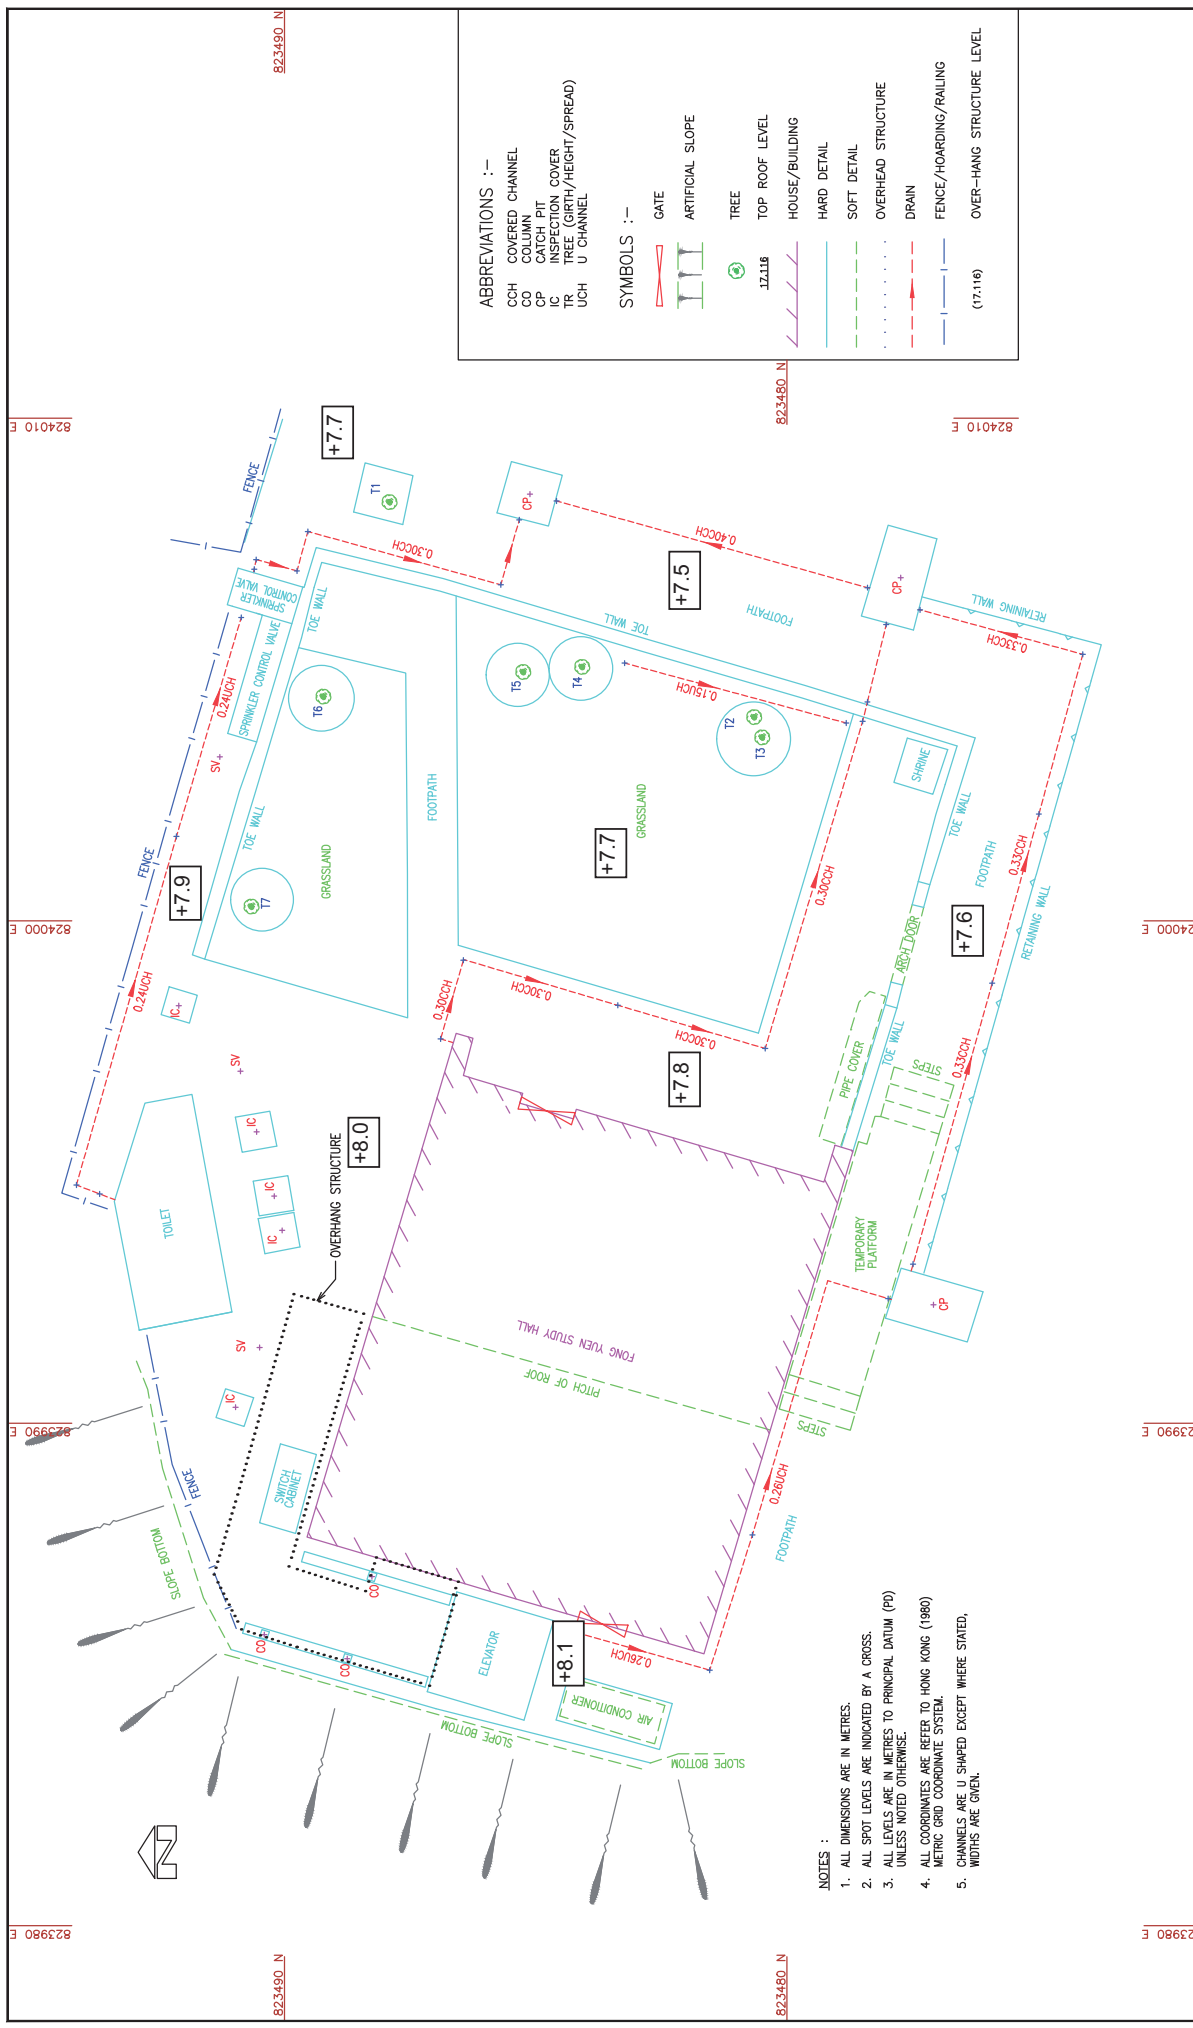 823490 N
823480 N
824010 E
824010 E
824000 E
24000 E
823990 E
23990 E
823980 E
23980 E
823490 N
823480 N
ABBREVIATIONS :-
CCH COVERED CHANNEL
CO COLUMN
CP CATCH PIT
IC INSPECTION COVER
TR TREE (GIRTH/HEIGHT/SPREAD)
UCH U CHANNEL
SYMBOLS :-
GATE
ARTIFICIAL SLOPE
TREE
17.116 TOP ROOF LEVEL
HOUSE/BUILDING
HARD DETAIL
SOFT DETAIL
OVERHEAD STRUCTURE
DRAIN
FENCE/HOARDING/RAILING
(17.116) OVER-HANG STRUCTURE LEVEL
FENCE
+7.7
T1
CP
0.30CCH
0.40CCH
+7.5
FOOTPATH
CP
RETAINING WALL
0.33CCH
SPRINKLER
CONTROL VALVE
SPRINKLER CONTROL VALVE
TOE WALL
TOE WALL
0.24UCH
SV
T6
T5
T4
0.15UCH
T2
T3
SHRINE
TOE WALL
FENCE
TOE WALL
FOOTPATH
GRASSLAND
GRASSLAND
+7.7
+7.9
T7
0.30CCH
FOOTPATH
0.33CCH
RETAINING WALL
+7.6
ARCH DOOR
0.24UCH
IC
SV
0.30CCH
0.30CCH
0.30CCH
+7.8
PIPE COVER
TOE WALL
STEPS
0.33CCH
IC
IC
IC
TOILET
OVERHANG STRUCTURE
+8.0
TEMPORARY
PLATFORM
CP
SV
IC
FONG YUEN STUDY HALL
PITCH OF ROOF
STEPS
0.26UCH
FOOTPATH
SWITCH
CABINET
FENCE
SLOPE BOTTOM
CO
CO
CO
ELEVATOR
+8.1
0.26UCH
AIR CONDITIONER
SLOPE BOTTOM
SLOPE BOTTOM
N
NOTES :
1. ALL DIMENSIONS ARE IN METRES.
2. ALL SPOT LEVELS ARE INDICATED BY A CROSS.
3. ALL LEVELS ARE IN METRES TO PRINCIPAL DATUM (PD)
UNLESS NOTED OTHERWISE.
4. ALL COORDINATES ARE REFER TO HONG KONG (1980)
METRIC GRID COORDINATE SYSTEM.
5. CHANNELS ARE U SHAPED EXCEPT WHERE STATED,
WIDTHS ARE GIVEN.